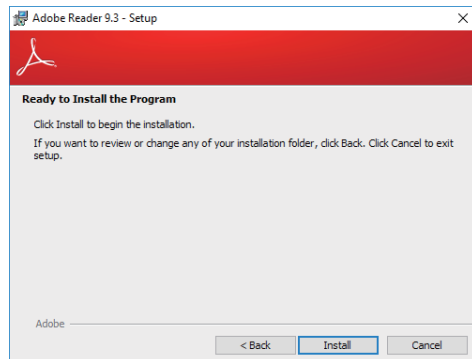 Adobe Reader 9.3 - Setup
Ready to Install the Program
Click Install to begin the installation.
If you want to review or change any of your installation folder, click Back. Click Cancel to exit
setup.
Adobe
< Back Install Cancel